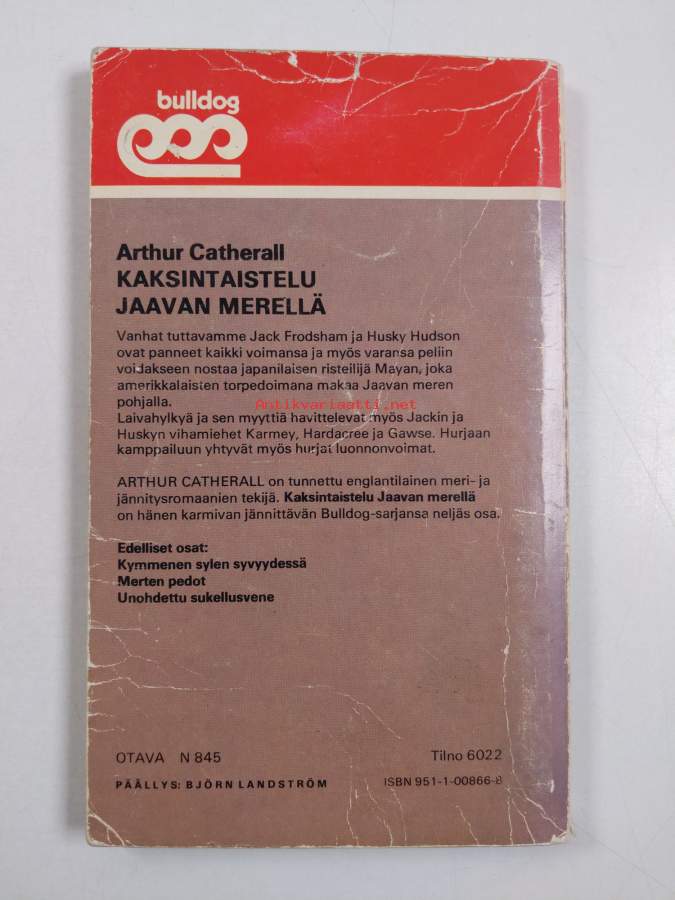 bulldog
Arthur Catherall
KAKSINTAISTELU
JAAVAN MERELLÄ
Vanhat tuttavamme Jack Frodsham ja Husky Hudson
ovat panneet kaikki voimansa ja myös varansa peliin
voidakseen nostaa japanilaisen risteilijä Mayan, joka
amerikkalaisten torpedoimana makaa Jaavan meren
pohjalla.
Antikvariaatti.net
Laivahylkyä ja sen myyttiä havittelevat myös Jackin ja
Huskyn vihamiehet Karmey, Hardacree ja Gawse. Hurjaan
kamppailuun yhtyvät myös hurjat luonnonvoimat.
ARTHUR CATHERALL on tunnettu englantilainen meri- ja
jännitysromaanien tekijä. Kaksintaistelu Jaavan merellä
on hänen karmivan jännittävän Bulldog-sarjansa neljäs osa.
Edelliset osat:
Kymmenen sylen syvyydessä
Merten pedot
Unohdettu sukellusvene
OTAVA N 845 Tilno 6022
PÄÄLLYS: BJÖRN LANDSTRÖM ISBN 951-1-00866-8